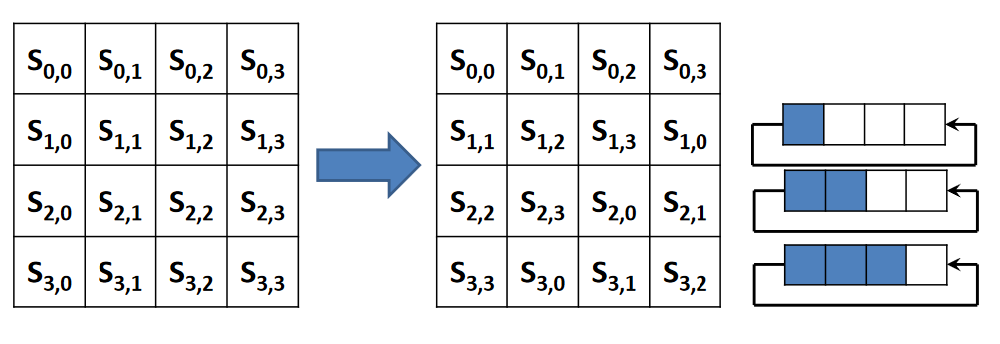 S0,0 S0,1 S0,2 S0,3 S0,0 S0,1 S0,2 S0,3
S1,0 S1,1 S1,2 S1,3 S1,1 S1,2 S1,3 S1,0
S2,0 S2,1 S2,2 S2,3 S2,2 S2,3 S2,0 S2,1
S3,0 S3,1 S3,2 S3,3 S3,3 S3,0 S3,1 S3,2